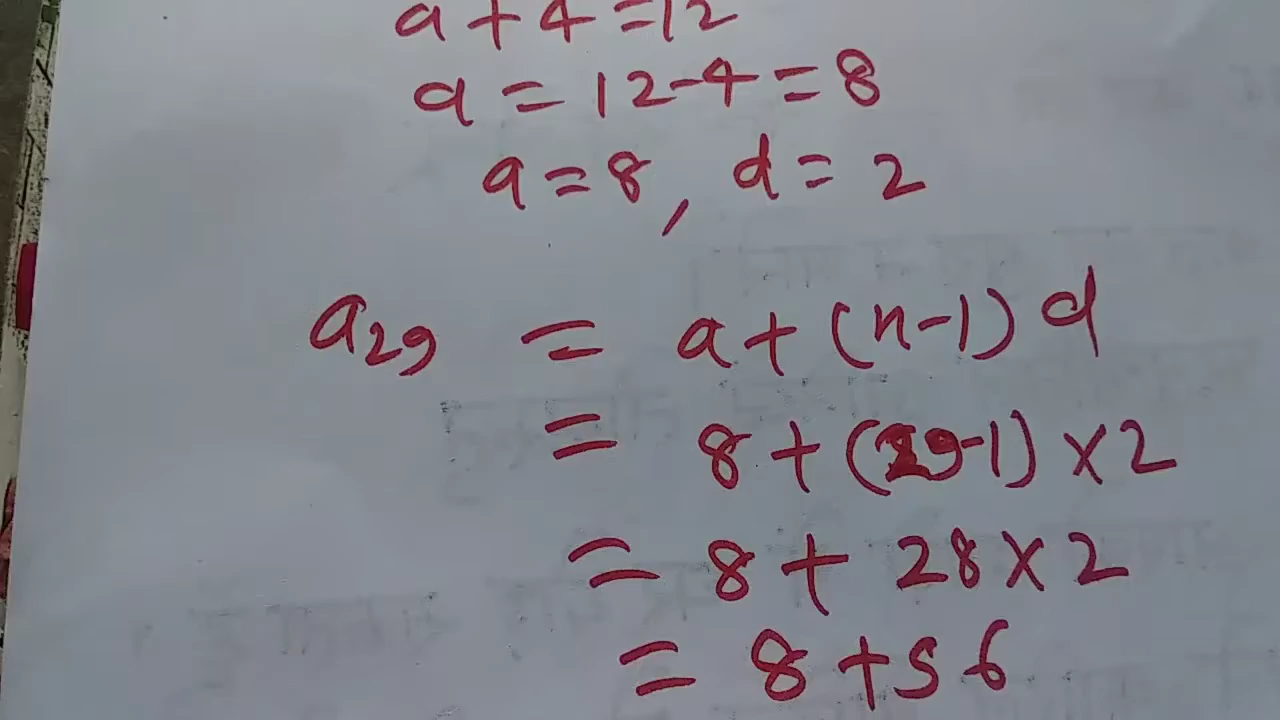 a + 4 = 12
a = 12 - 4 = 8
a = 8, d = 2
a₂₉ = a + (n-1) d
= 8 + (29-1) × 2
= 8 + 28 × 2
= 8 + 56